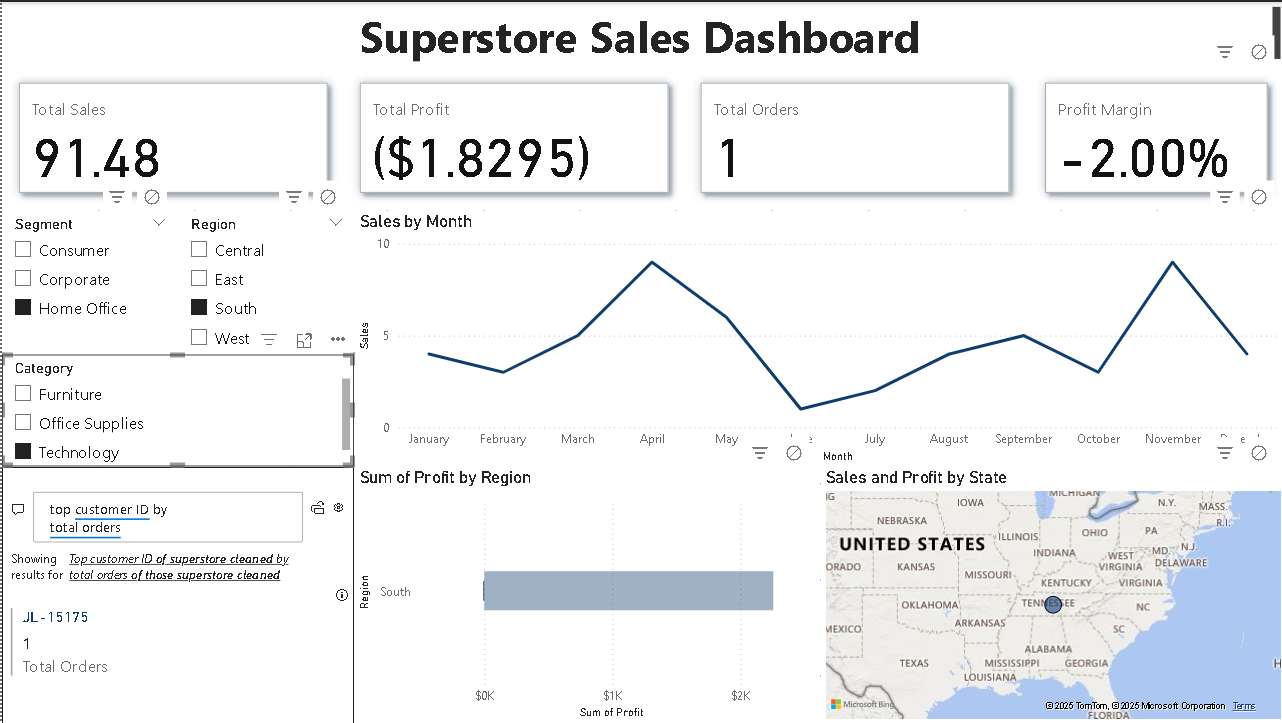 Superstore Sales Dashboard
Total Sales
91.48
Total Profit
($1.8295)
Total Orders
1
Profit Margin
-2.00%
Segment
Consumer
Corporate
Home Office
Region
Central
East
South
West
Category
Furniture
Office Supplies
Technology
top customer ID by
total orders
Showing results for
Top customer ID of superstore cleaned by
total orders of those superstore cleaned
JL-15175
1
Total Orders
Sales by Month
Sales
10
5
0
January February March April May July August September October November
Month
Sum of Profit by Region
Region
South
$0K $1K $2K
Sum of Profit
Sales and Profit by State
MICHIGAN
IOWA
N.Y.
MASS.
R.I.
NEBRASKA
ILLINOIS
OHIO
PA
UNITED STATES
INDIANA
MD.
N.J.
ORADO
KANSAS
WEST
VIRGINIA
DELAWARE
MISSOURI
KENTUCKY
VIRGINIA
OKLAHOMA
TENNESSEE
NC
ARKANSAS
MEXICO
SC
ALABAMA
TEXAS
MISSISSIPPI
GEORGIA
LOUISIANA
Microsoft Bing
© 2025 TomTom, © 2025 Microsoft Corporation Terms
FLORIDA